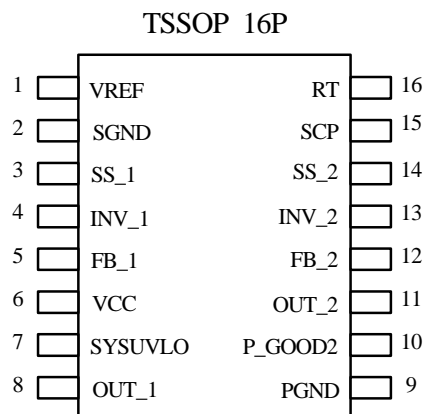 TSSOP 16P
1 VREF RT 16
2 SGND SCP 15
3 SS_1 SS_2 14
4 INV_1 INV_2 13
5 FB_1 FB_2 12
6 VCC OUT_2 11
7 SYSUVLO P_GOOD2 10
8 OUT_1 PGND 9